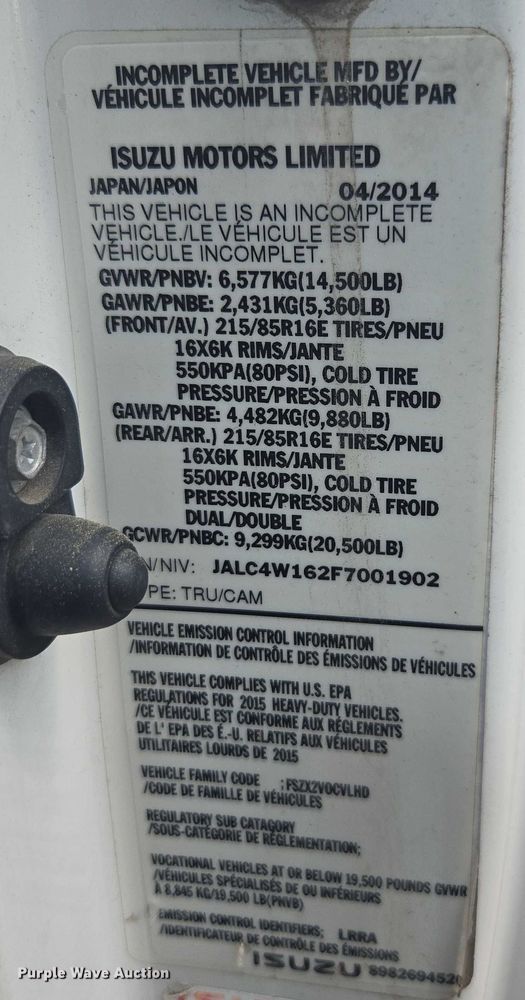 INCOMPLETE VEHICLE MFD BY/
VÉHICULE INCOMPLET FABRIQUÉ PAR
ISUZU MOTORS LIMITED
JAPAN/JAPON 04/2014
THIS VEHICLE IS AN INCOMPLETE
VEHICLE./LE VÉHICULE EST UN
VÉHICULE INCOMPLET.
GVWR/PNBV: 6,577KG(14,500LB)
GAWR/PNBE: 2,431KG(5,360LB)
(FRONT/AV.) 215/85R16E TIRES/PNEU
16X6K RIMS/JANTE
550KPA(80PSI), COLD TIRE
PRESSURE/PRESSION À FROID
GAWR/PNBE: 4,482KG(9,880LB)
(REAR/ARR.) 215/85R16E TIRES/PNEU
16X6K RIMS/JANTE
550KPA(80PSI), COLD TIRE
PRESSURE/PRESSION À FROID
DUAL/DOUBLE
GCWR/PNBC: 9,299KG(20,500LB)
N/NIV: JALC4W162F7001902
PE: TRU/CAM
VEHICLE EMISSION CONTROL INFORMATION
/INFORMATION DE CONTRÔLE DES ÉMISSIONS DE VÉHICULES
THIS VEHICLE COMPLIES WITH U.S. EPA
REGULATIONS FOR 2015 HEAVY-DUTY VEHICLES.
/CE VÉHICULE EST CONFORME AUX RÉGLEMENTS
DE L' EPA DES É.-U. RELATIFS AUX VÉHICULES
UTILITAIRES LOURDS DE 2015
VEHICLE FAMILY CODE ;FSZX2VOCVLHD
/CODE DE FAMILLE DE VÉHICULES
REGULATORY SUB CATAGORY
/SOUS-CATÉGORIE DE RÉGLEMENTATION;
VOCATIONAL VEHICLES AT OR BELOW 19,500 POUNDS GVWR
/VÉHICULES SPÉCIALISÉS DE OU INFÉRIEURS
À 8,845 KG/19,500 LB(PNVB)
EMISSION CONTROL IDENTIFIERS; LRRA
/IDENTIFICATEUR DE CONTRÔLE DES ÉMISSIONS
ISUZU 8982694520
Purple Wave Auction